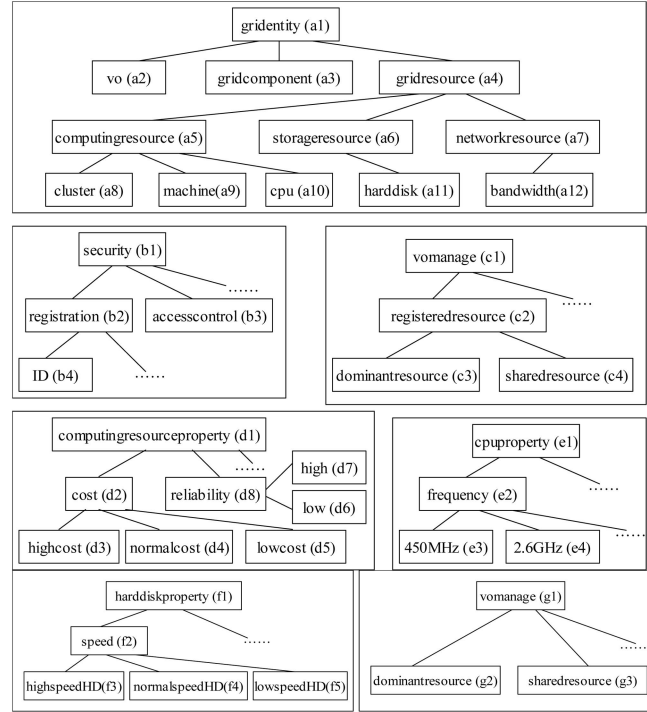 gridentity (a1)
vo (a2) gridcomponent (a3) gridresource (a4)
computingresource (a5) storageresource (a6) networkresource (a7)
cluster (a8) machine(a9) cpu (a10) harddisk (a11) bandwidth(a12)
security (b1)
......
registration (b2) accesscontrol (b3)
ID (b4) ......
vomanage (c1)
......
registeredresource (c2)
dominantresource (c3) sharedresource (c4)
computingresourceproperty (d1)
......
high (d7)
cost (d2) reliability (d8)
low (d6)
highcost (d3) normalcost (d4) lowcost (d5)
cpuproperty (e1)
......
frequency (e2)
......
450MHz (e3) 2.6GHz (e4)
harddiskproperty (f1)
speed (f2) ......
highspeedHD(f3) normalspeedHD(f4) lowspeedHD(f5)
vomanage (g1)
......
dominantresource (g2) sharedresource (g3)